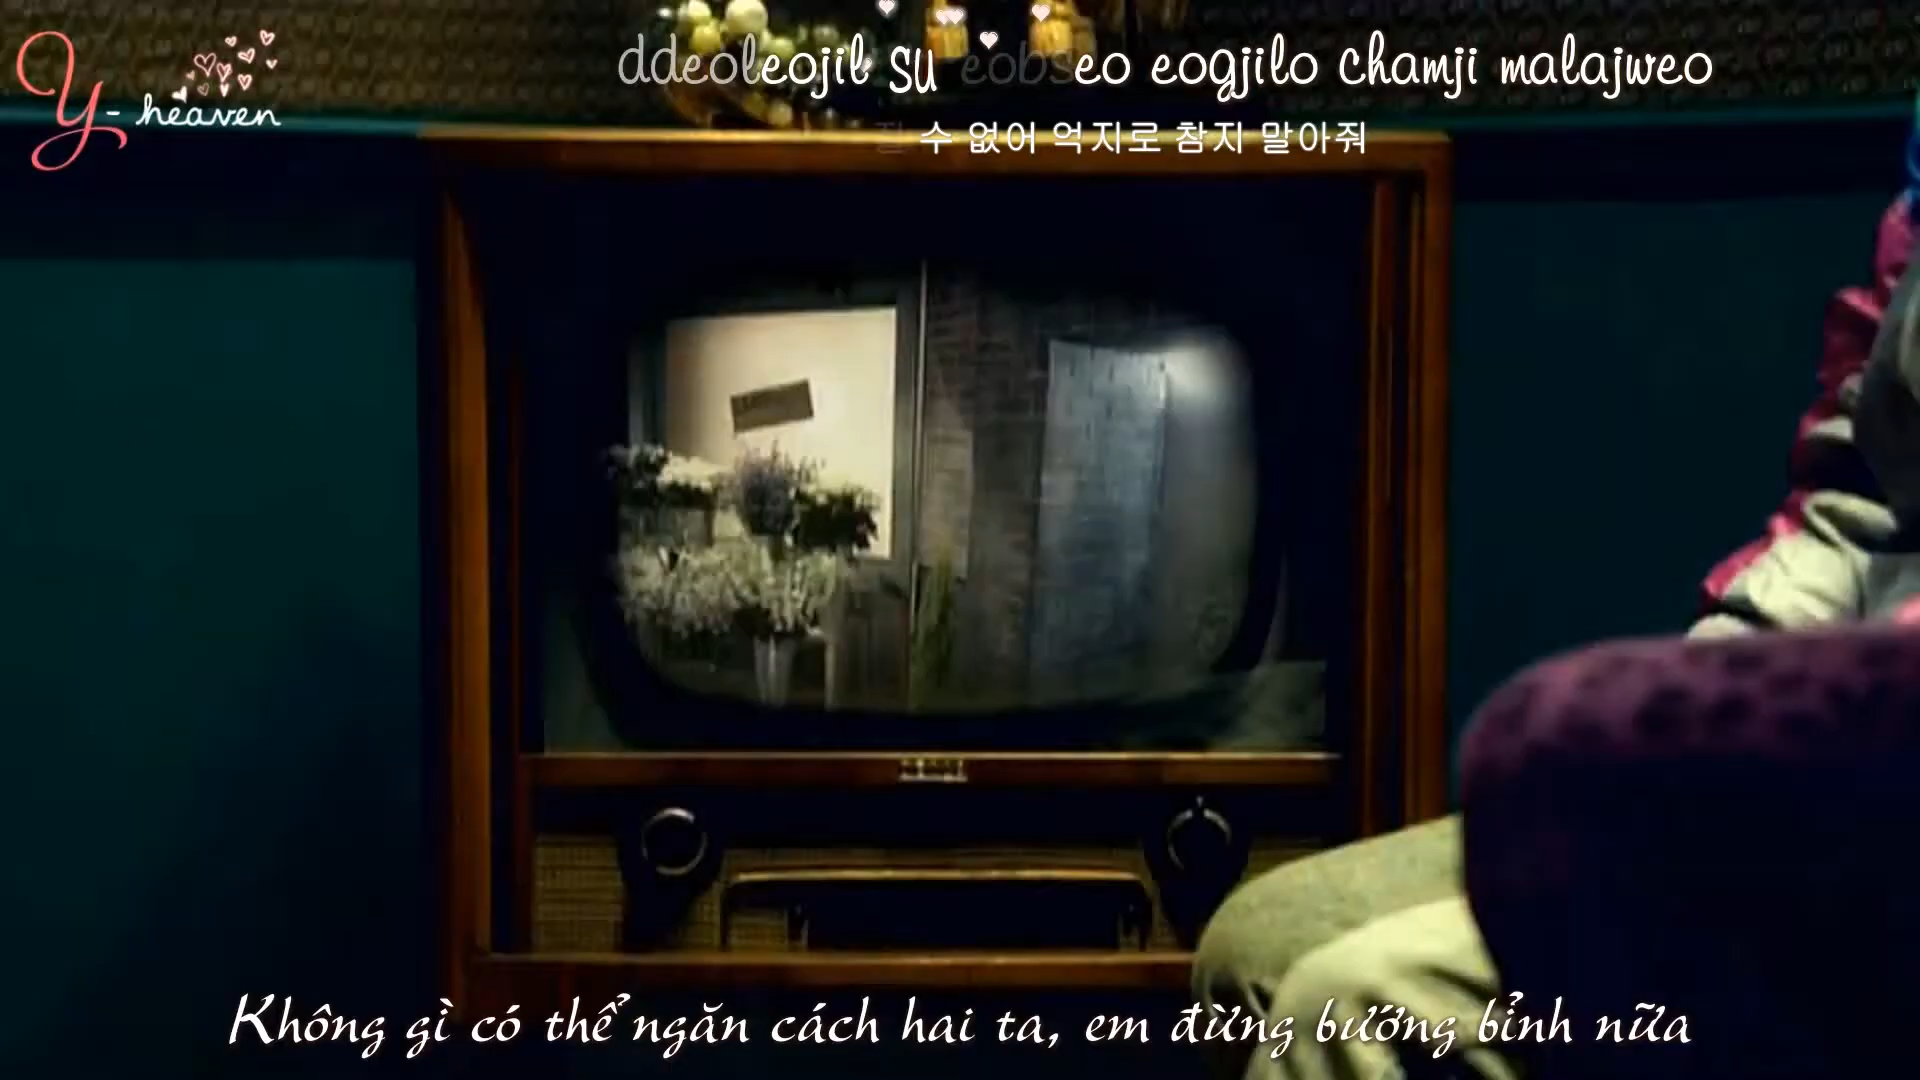 Y-heaven
ddeoleojil su eobseo eogjilo chamji malajweo
질 수 없어 억지로 참지 말아줘
Không gì có thể ngăn cách hai ta, em đừng bướng bỉnh nữa